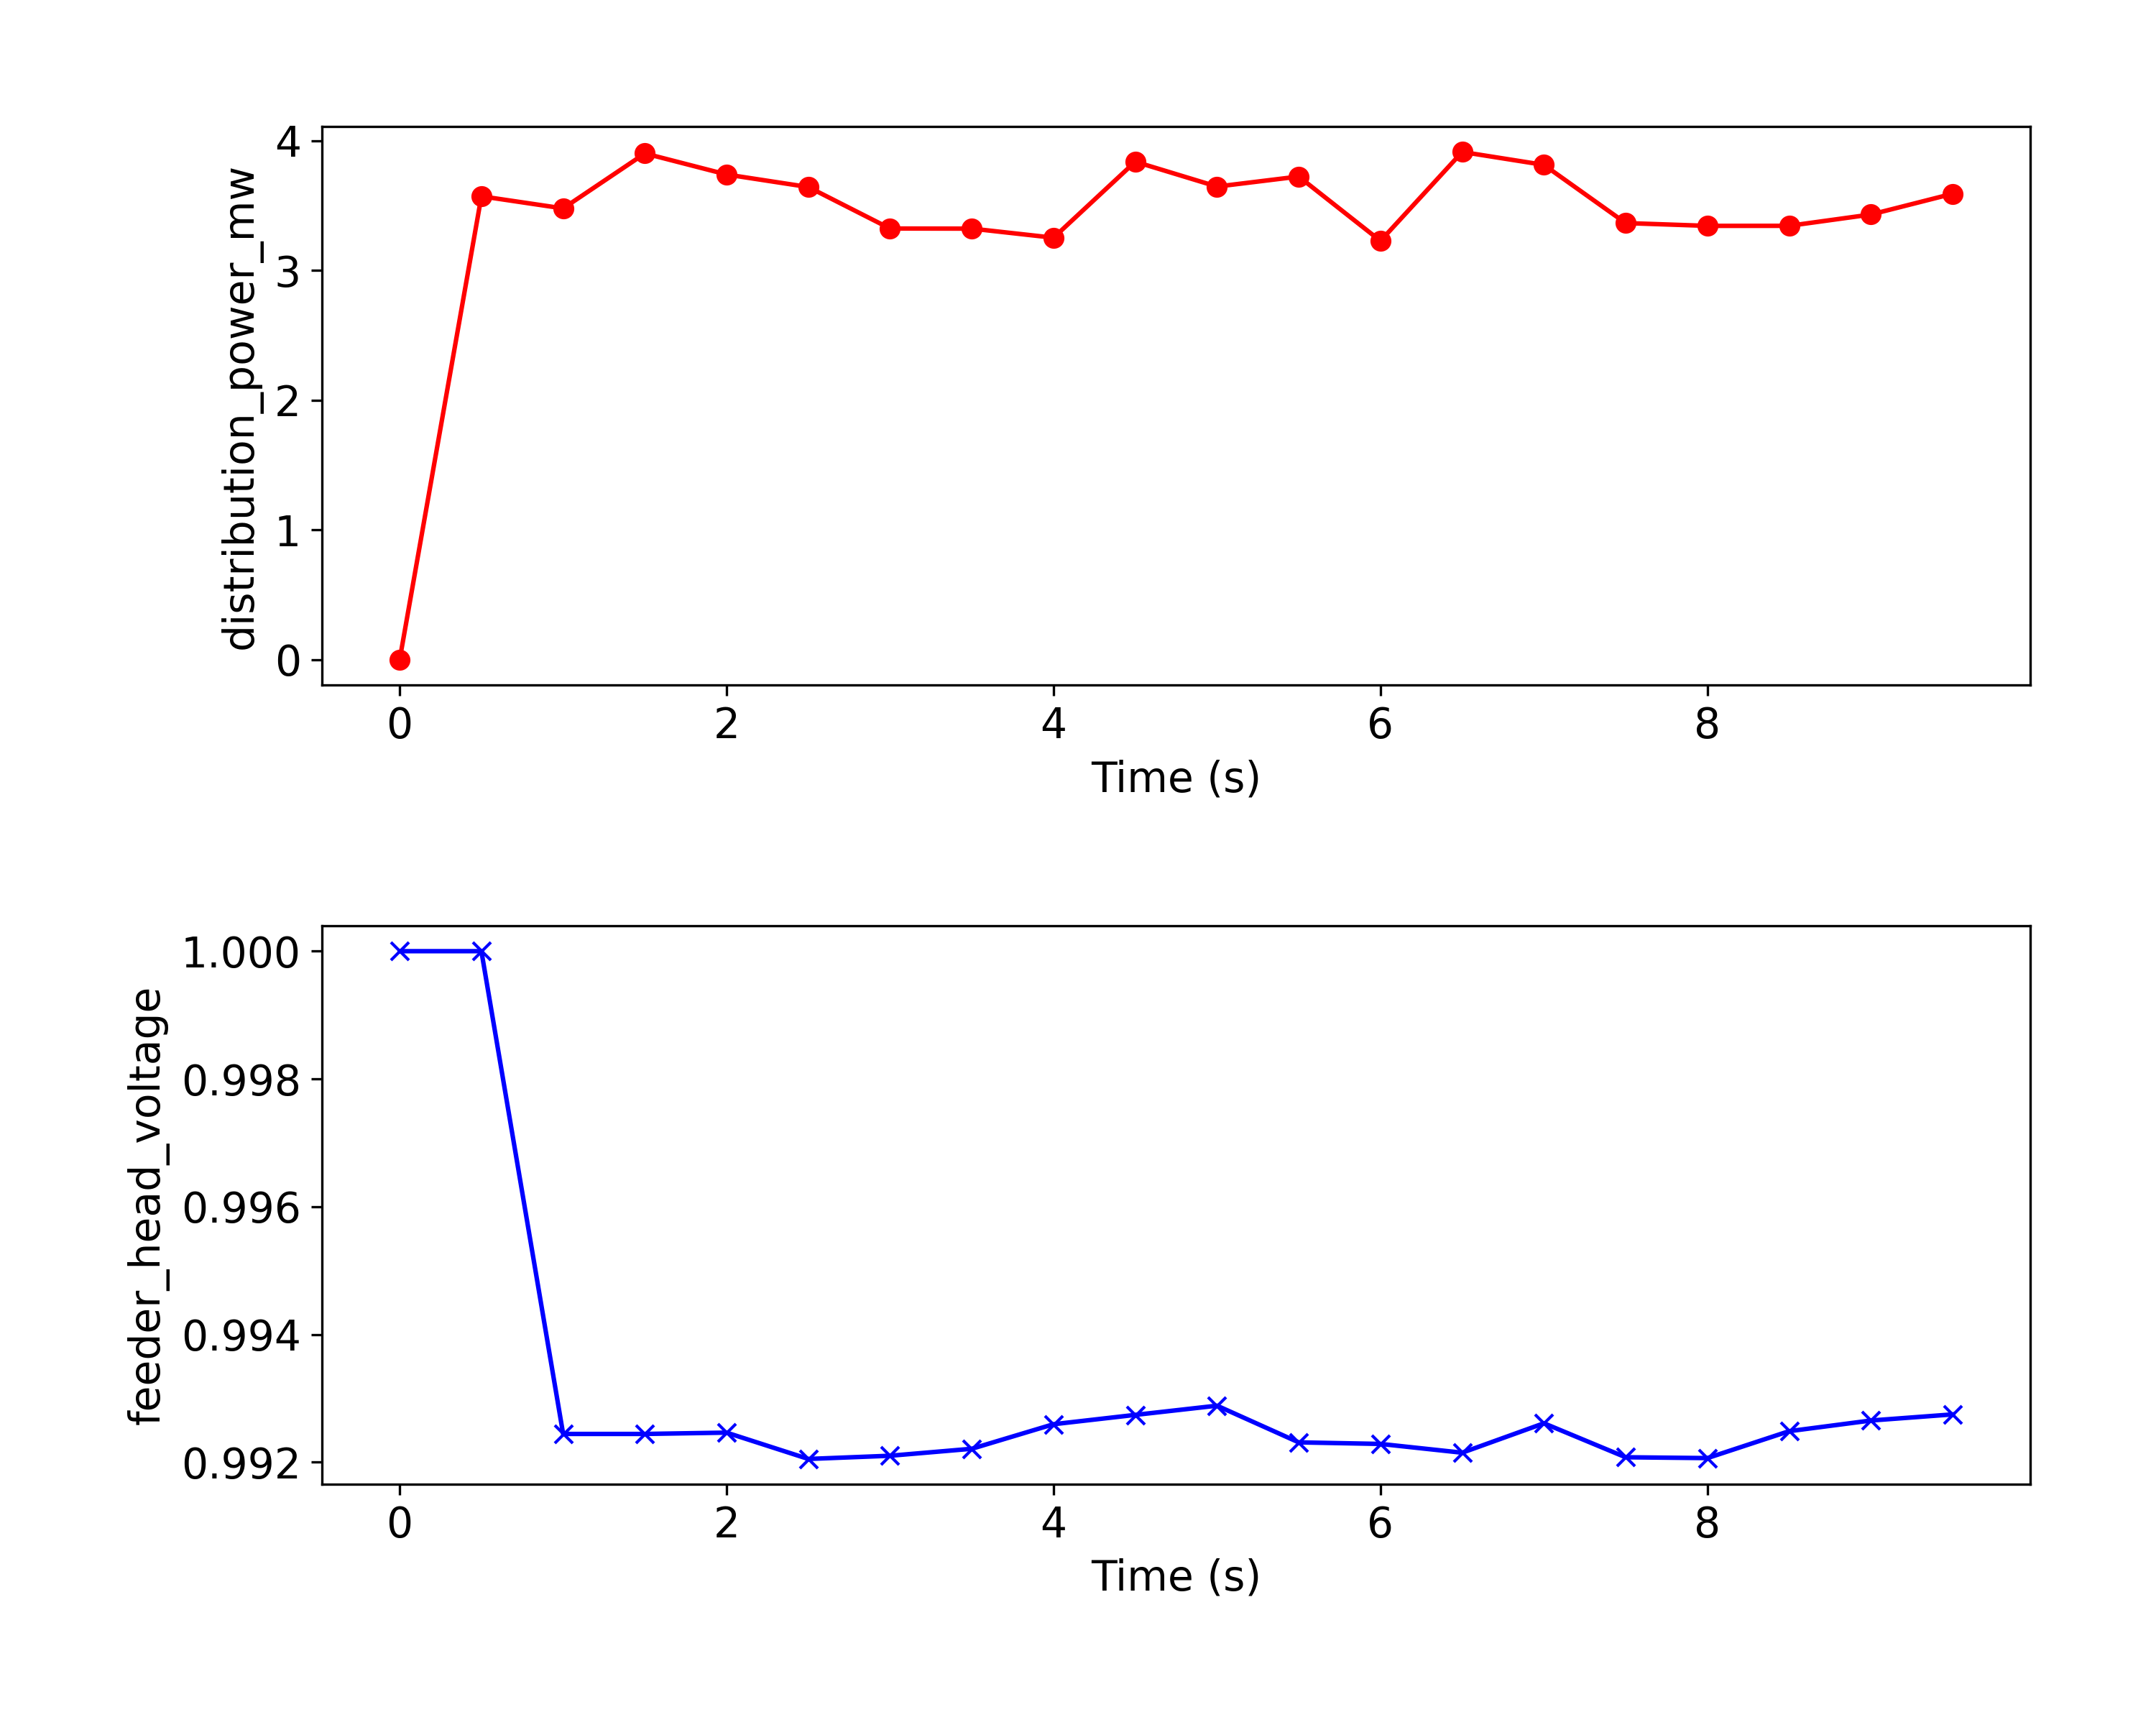 distribution_power_mw
4
3
2
1
0
0 2 4 6 8
Time (s)
feeder_head_voltage
1.000
0.998
0.996
0.994
0.992
0 2 4 6 8
Time (s)